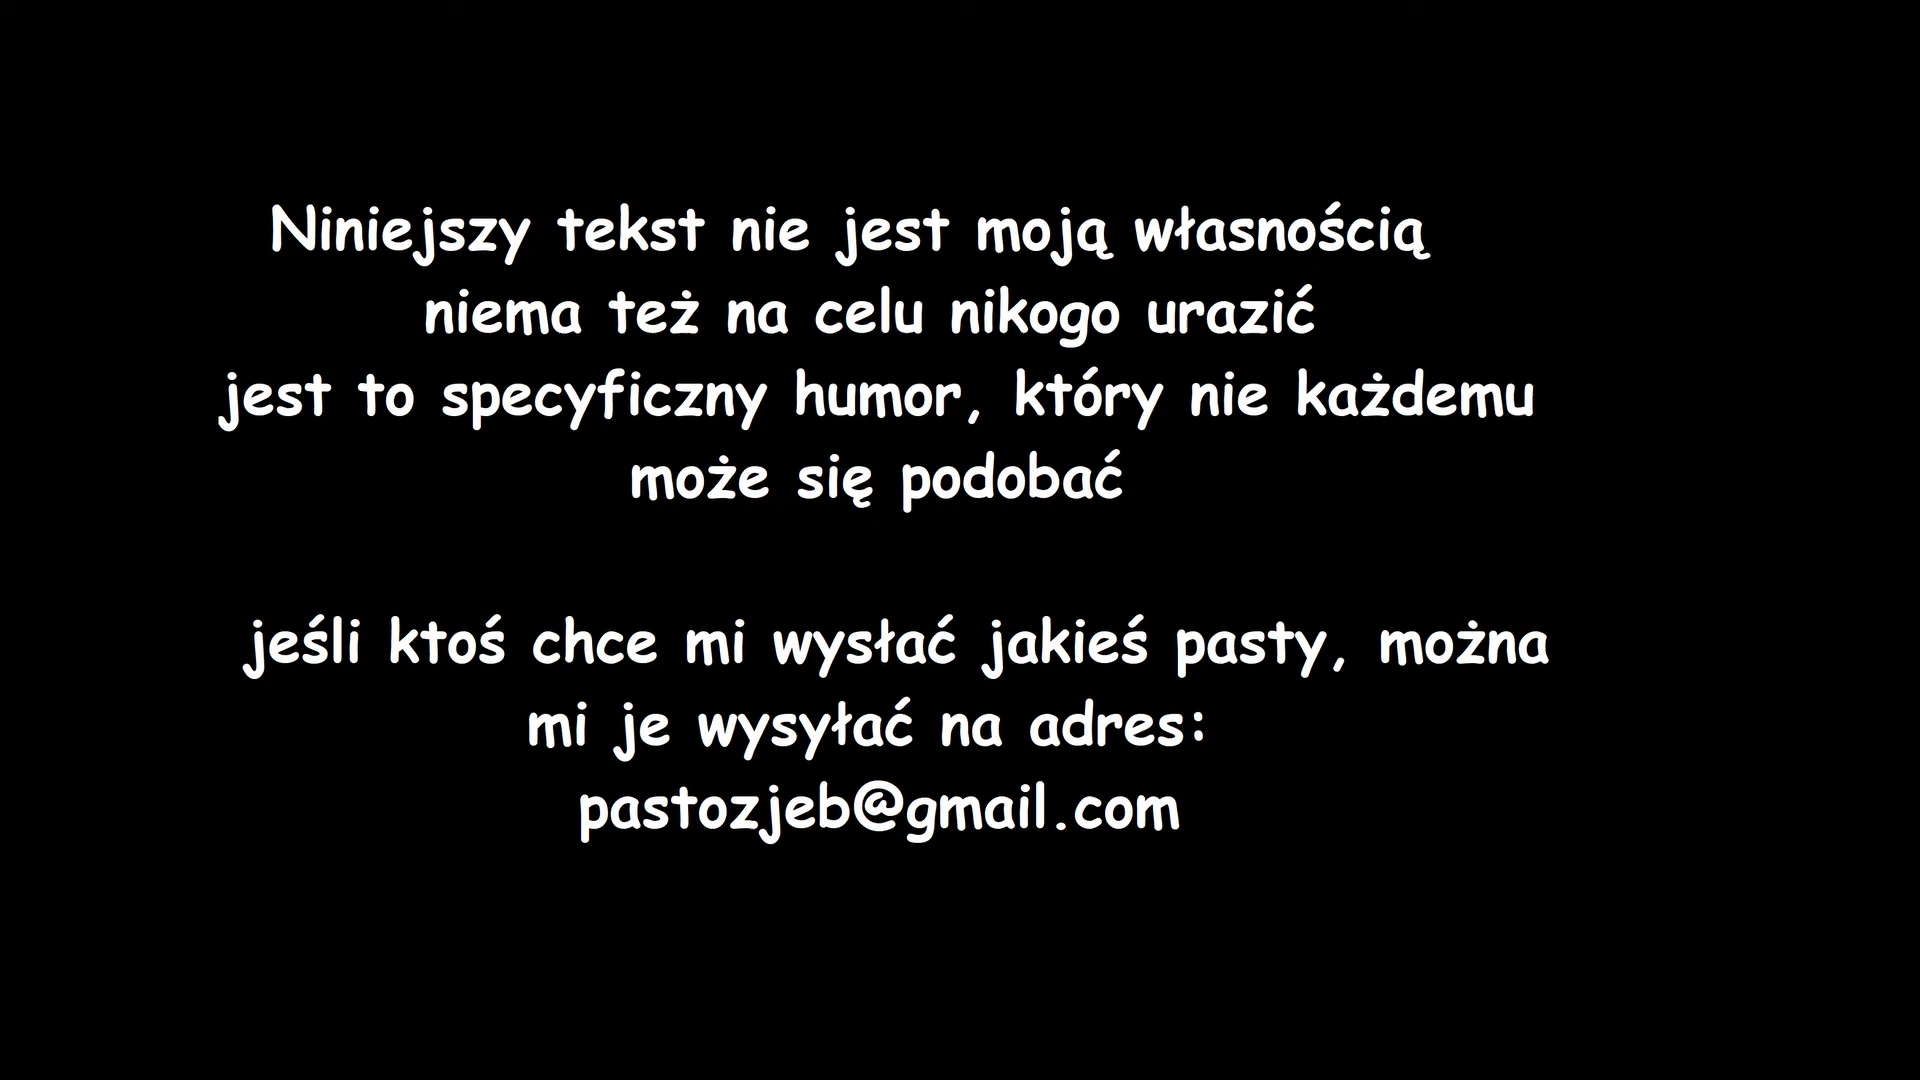 Niniejszy tekst nie jest moją własnością
niema też na celu nikogo urazić
jest to specyficzny humor, który nie każdemu
może się podobać
jeśli ktoś chce mi wysłać jakieś pasty, można
mi je wysyłać na adres:
pastozjeb@gmail.com